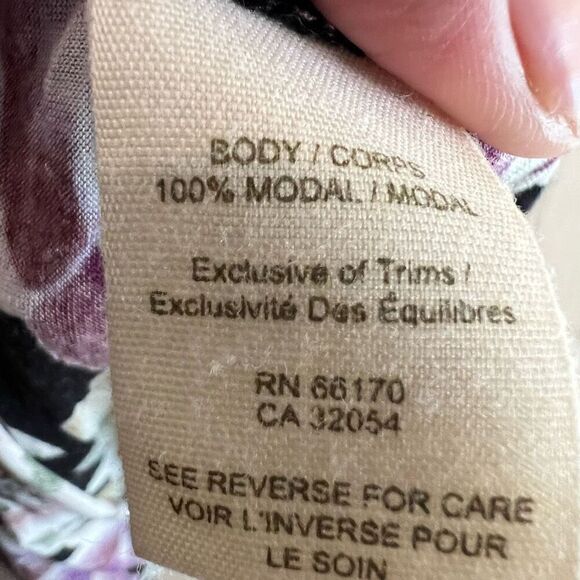 BODY / CORPS
100% MODAL / MODAL
Exclusive of Trims /
Exclusivité Des Équilibres
RN 66170
CA 32054
SEE REVERSE FOR CARE
VOIR L'INVERSE POUR
LE SOIN